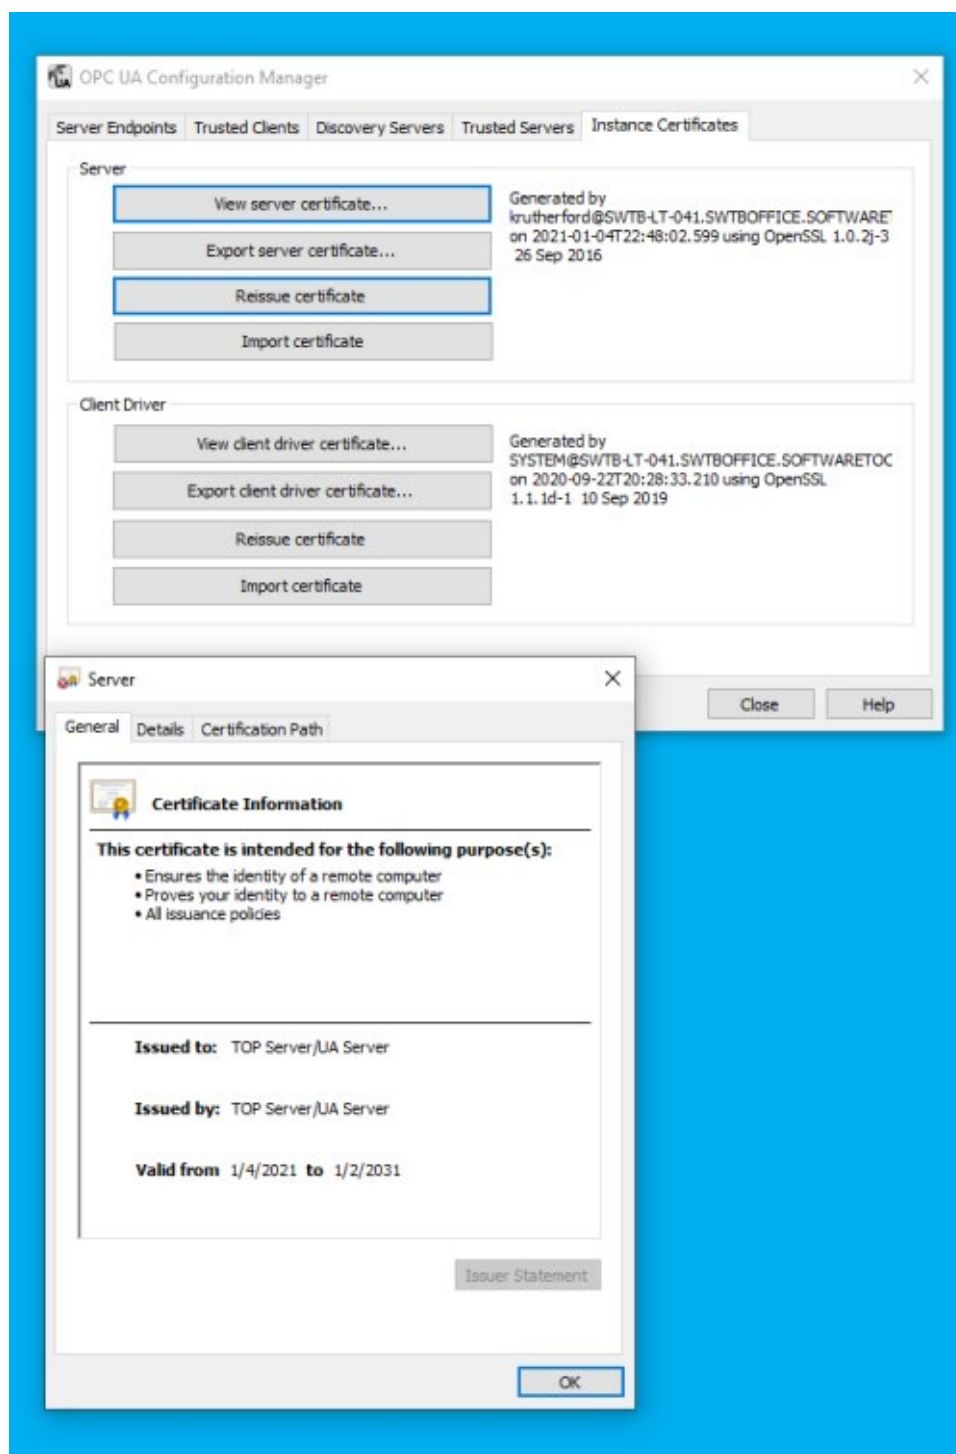 OPC UA Configuration Manager
Server Endpoints Trusted Clients Discovery Servers Trusted Servers Instance Certificates
Server
View server certificate...
Export server certificate...
Reissue certificate
Import certificate
Generated by
krutherford@SWTB-LT-041.SWTBOFFICE.SOFTWARET
on 2021-01-04T22:48:02.599 using OpenSSL 1.0.2j-3
26 Sep 2016
Client Driver
View client driver certificate...
Export client driver certificate...
Reissue certificate
Import certificate
Generated by
SYSTEM@SWTB-LT-041.SWTBOFFICE.SOFTWARETOC
on 2020-09-22T20:28:33.210 using OpenSSL
1.1.1d-1 10 Sep 2019
Close Help
Server
General Details Certification Path
Certificate Information
This certificate is intended for the following purpose(s):
• Ensures the identity of a remote computer
• Proves your identity to a remote computer
• All issuance policies
Issued to: TOP Server/UA Server
Issued by: TOP Server/UA Server
Valid from 1/4/2021 to 1/2/2031
Issuer Statement
OK